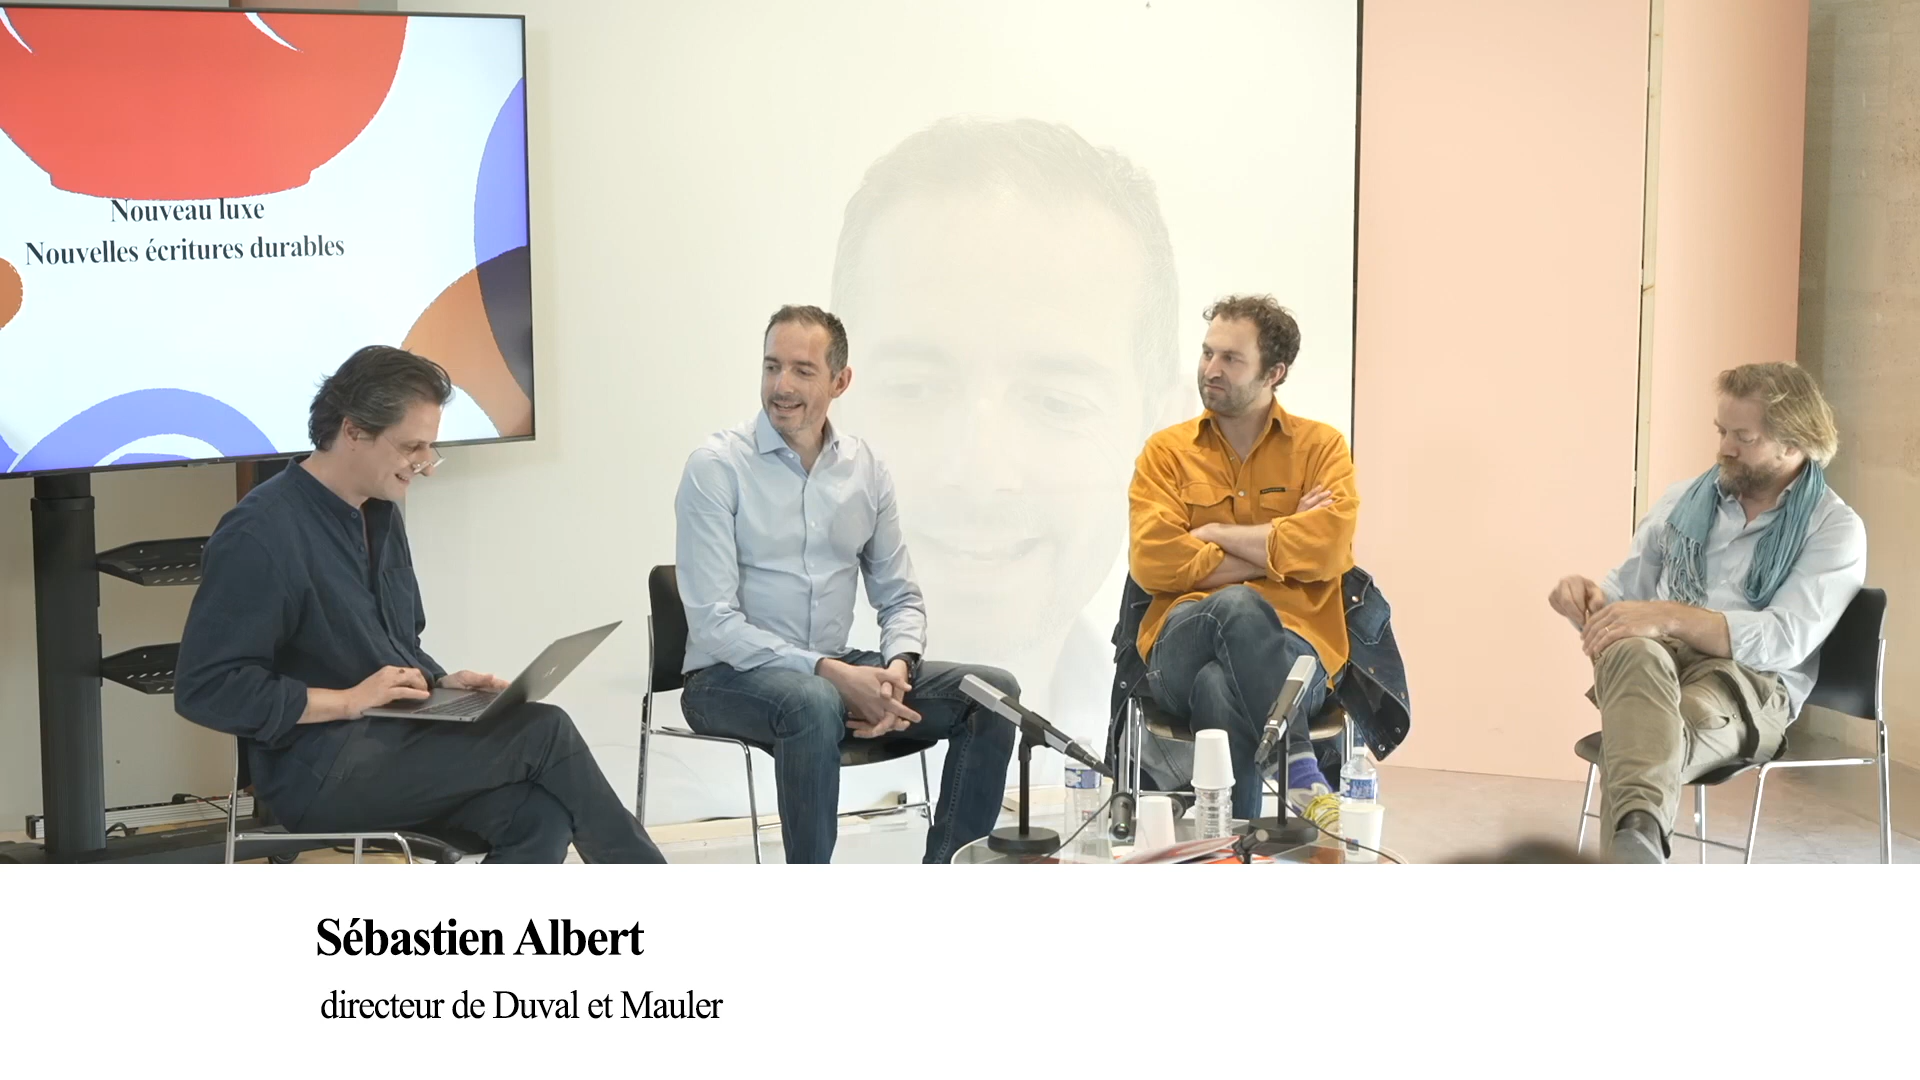 Nouveau luxe
Nouvelles écritures durables
Sébastien Albert
directeur de Duval et Mauler